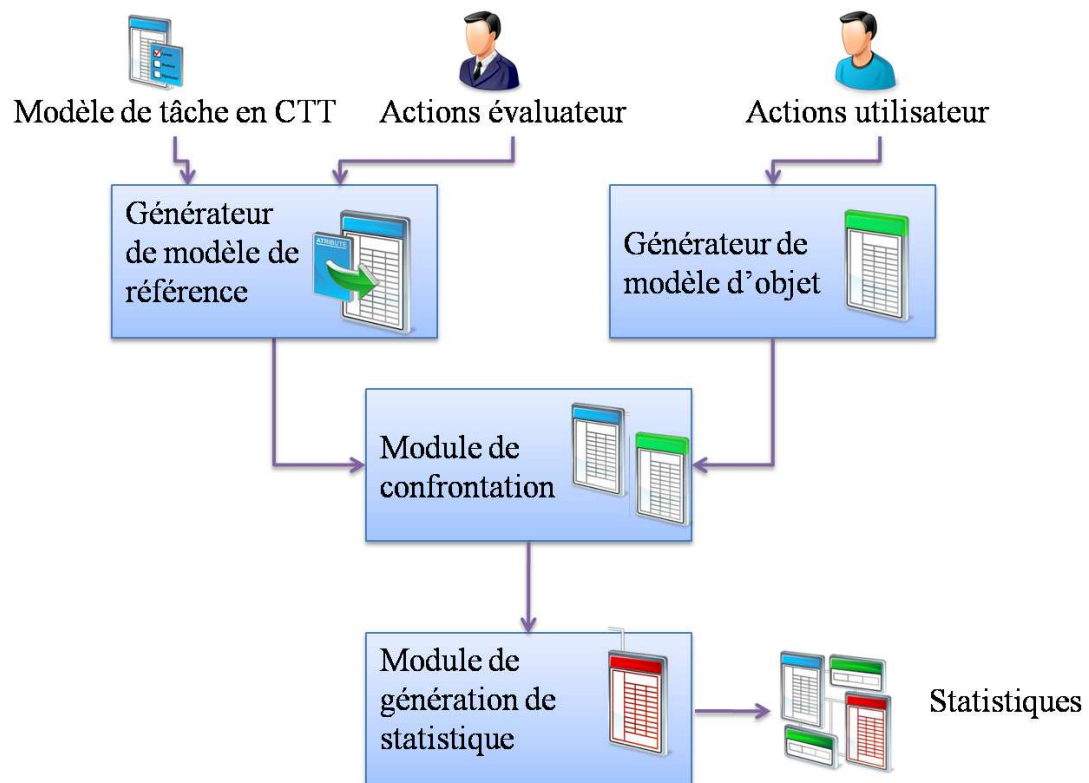 Modèle de tâche en CTT
Actions évaluateur
Actions utilisateur
Générateur
de modèle de
référence
ATRIBUTE
Générateur de
modèle d'objet
Module de
confrontation
Module de
génération de
statistique
Statistiques